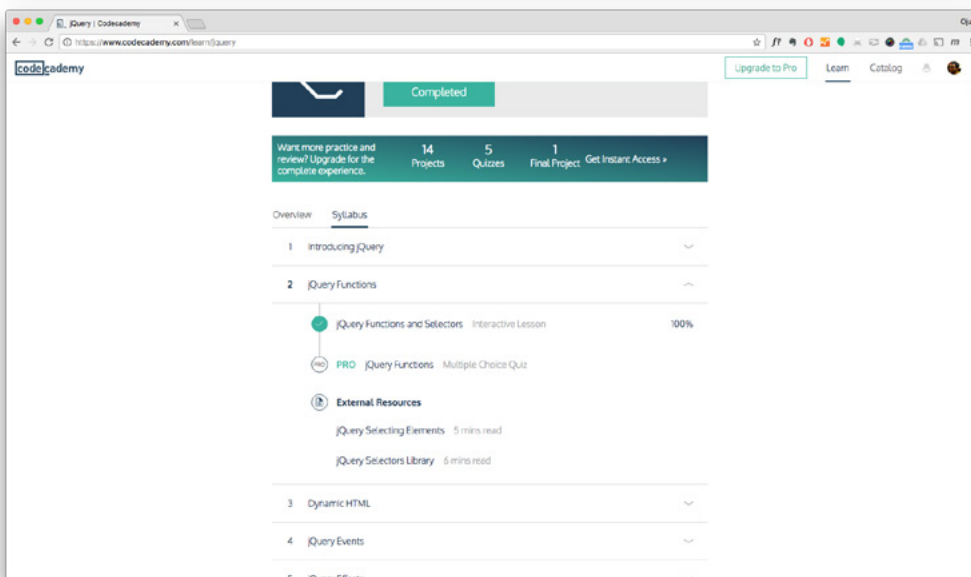 jQuery | Codecademy
Oja
https://www.codecademy.com/learn/jquery
codecademy
Upgrade to Pro
Learn
Catalog
Completed
Want more practice and
review? Upgrade for the
complete experience.
14
Projects
5
Quizzes
1
Final Project
Get Instant Access »
Overview
Syllabus
1 Introducing jQuery
2 jQuery Functions
jQuery Functions and Selectors Interactive Lesson 100%
PRO PRO jQuery Functions Multiple Choice Quiz
External Resources
jQuery Selecting Elements 5 mins read
jQuery Selectors Library 6 mins read
3 Dynamic HTML
4 jQuery Events